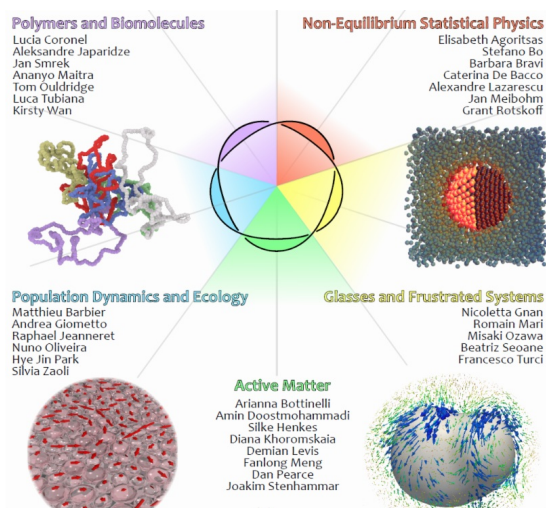 Polymers and Biomolecules
Lucia Coronel
Aleksandre Japaridze
Jan Smrek
Ananyo Maitra
Tom Ouldridge
Luca Tubiana
Kirsty Wan
Non-Equilibrium Statistical Physics
Elisabeth Agoritsas
Stefano Bo
Barbara Bravi
Caterina De Bacco
Alexandre Lazarescu
Jan Meibohm
Grant Rotskoff
Population Dynamics and Ecology
Matthieu Barbier
Andrea Giometto
Raphael Jeanneret
Nuno Oliveira
Hye Jin Park
Silvia Zaoli
Glasses and Frustrated Systems
Nicoletta Gnan
Romain Mari
Misaki Ozawa
Beatriz Seoane
Francesco Turci
Active Matter
Arianna Bottinelli
Amin Doostmohammadi
Silke Henkes
Diana Khoromskaia
Demian Levis
Fanlong Meng
Dan Pearce
Joakim Stenhammar